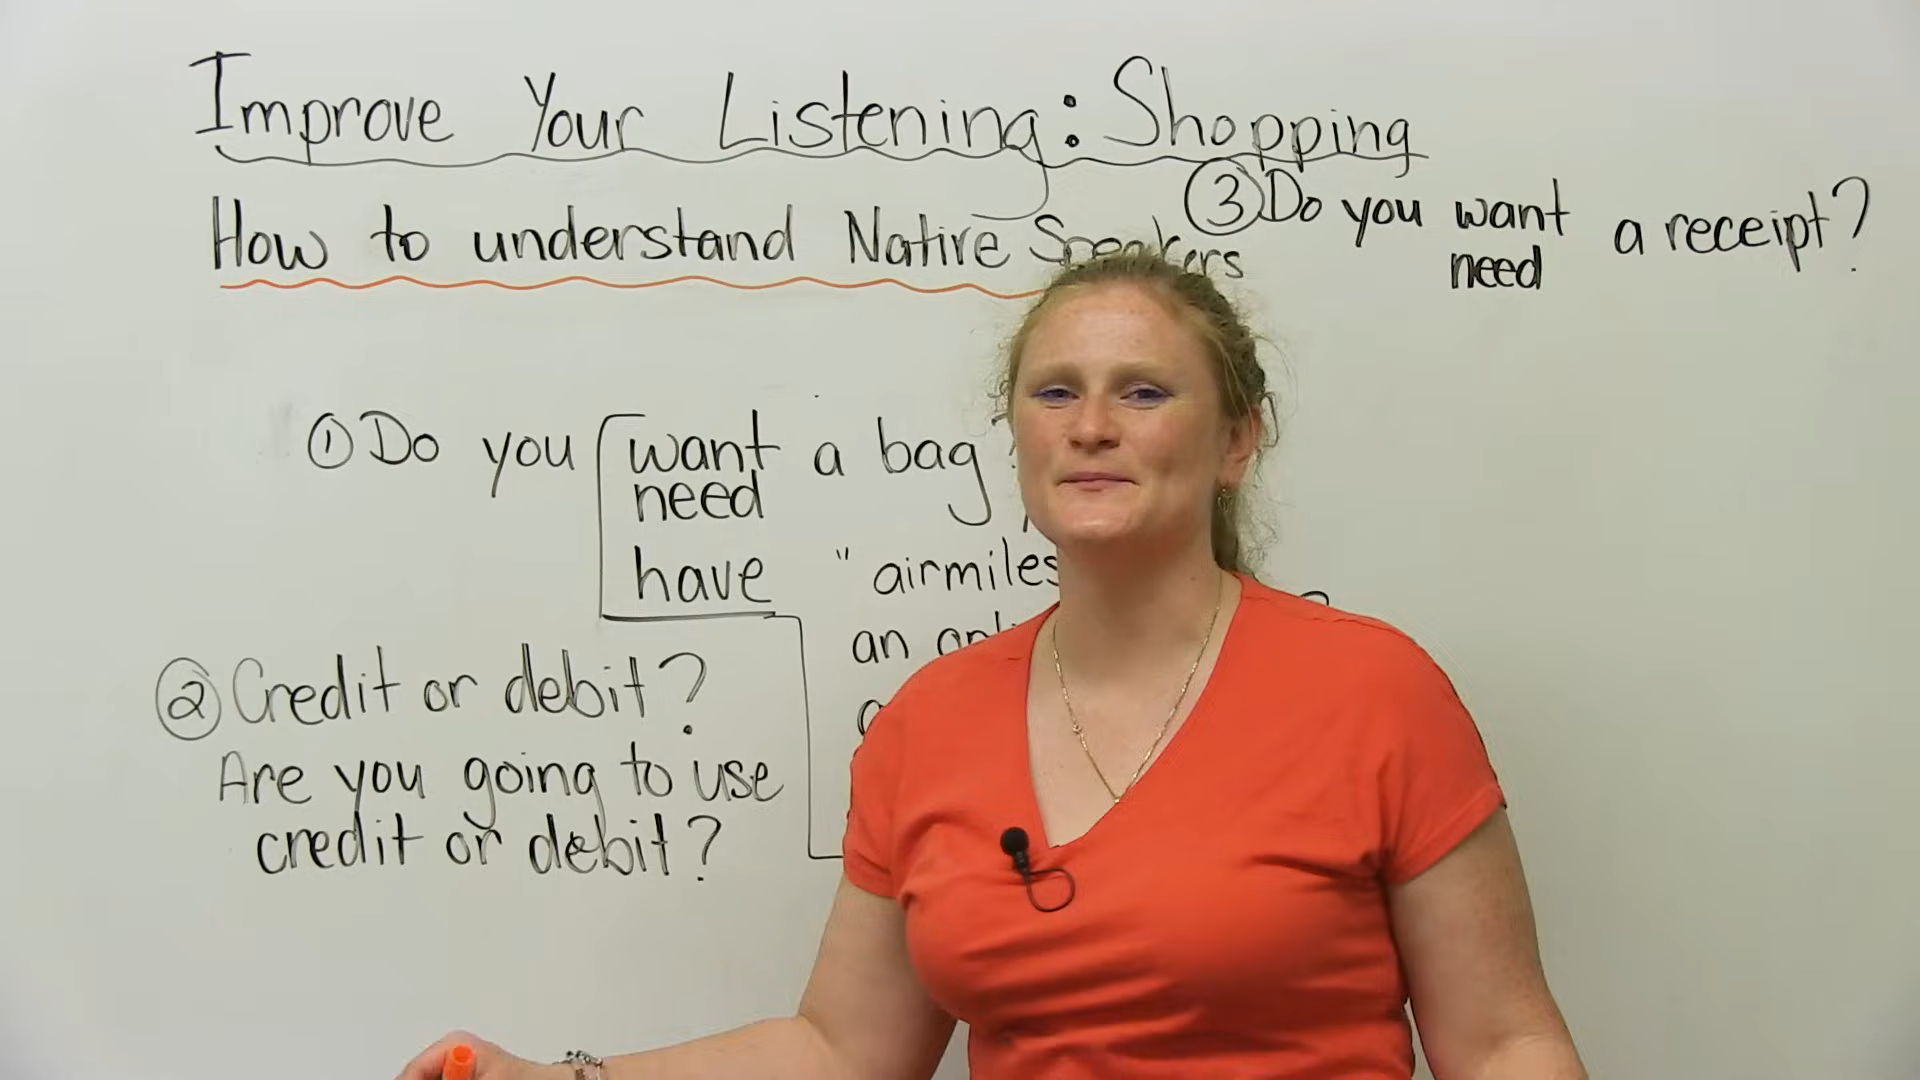 Improve Your Listening: Shopping
How to understand Native Speakers
③ Do you want a receipt?
need
① Do you want a bag
need
have "airmiles
an
② Credit or debit?
Are you going to use
credit or debit?